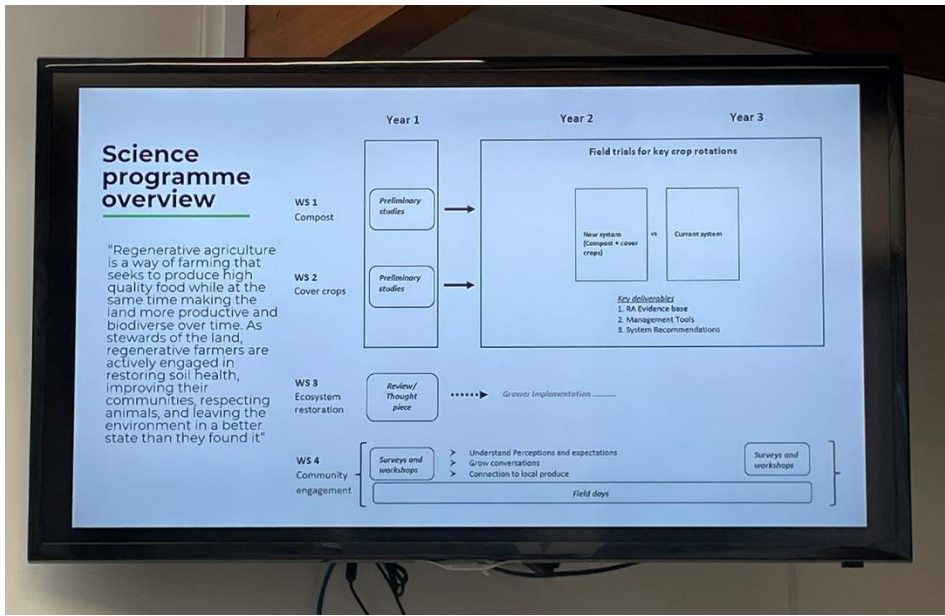 Science
programme
overview
"Regenerative agriculture
is a way of farming that
seeks to produce high
quality food while at the
same time making the
land more productive and
biodiverse over time. As
stewards of the land,
regenerative farmers are
actively engaged in
restoring soil health,
improving their
communities, respecting
animals, and leaving the
environment in a better
state than they found it"
Year 1
Year 2
Year 3
WS 1
Compost
Preliminary
studies
WS 2
Cover crops
Preliminary
studies
Field trials for key crop rotations
New system
(Compost + cover
crops)
vs
Current system
Key deliverables
1. RA Evidence base
2. Management Tools
3. System Recommendations
WS 3
Ecosystem
restoration
Review/
Thought
piece
Grower Implementation ..........
WS 4
Community
engagement
Surveys and
workshops
Understand Perceptions and expectations
Grow conversations
Connection to local produce
Surveys and
workshops
Field days